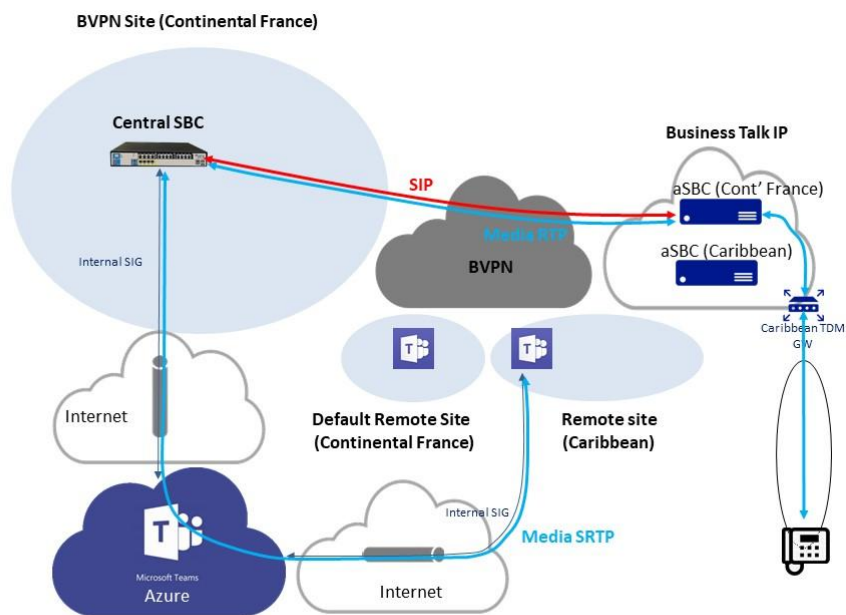 BVPN Site (Continental France)
Central SBC
Business Talk IP
SIP
aSBC (Cont' France)
Media RTP
aSBC (Caribbean)
BVPN
Internal SIG
Caribbean TDM
GW
Internet
Default Remote Site
(Continental France)
Remote site
(Caribbean)
Internal SIG
Media SRTP
Microsoft Teams
Azure
Internet
T
T
T